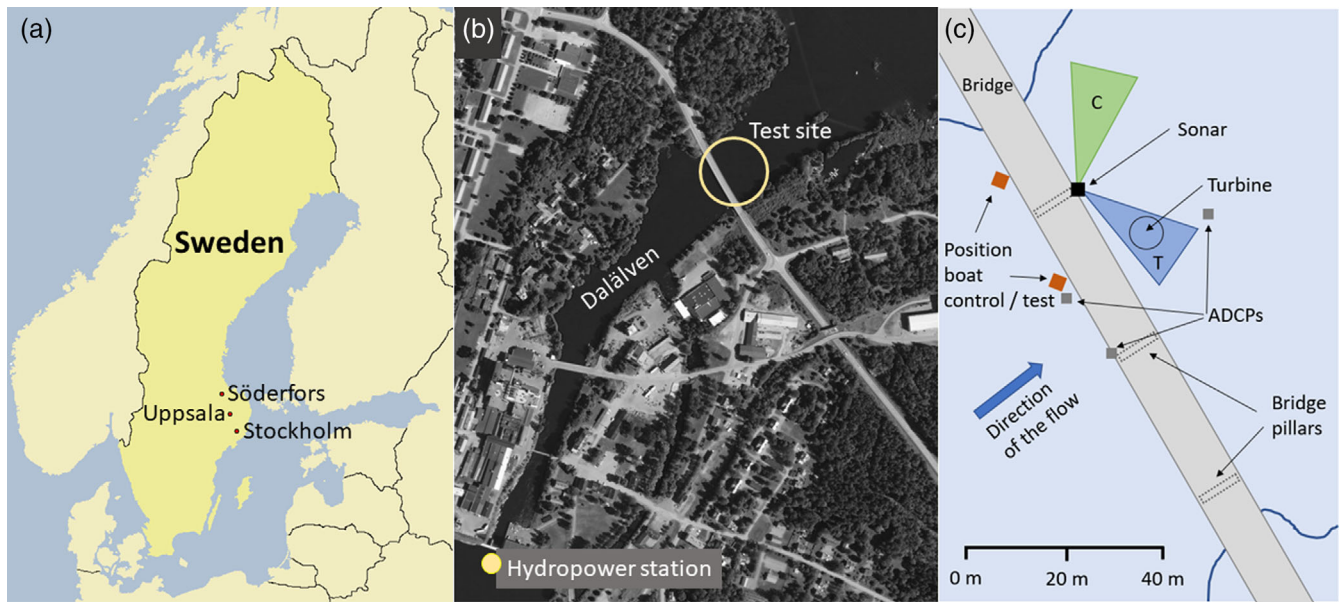 (a)
Sweden
Söderfors
Uppsala
Stockholm
(b)
Test site
Dalälven
Hydropower station
(c)
Bridge
C
Sonar
Turbine
T
Position
boat
control / test
ADCPs
Direction
of the flow
Bridge
pillars
0 m
20 m
40 m